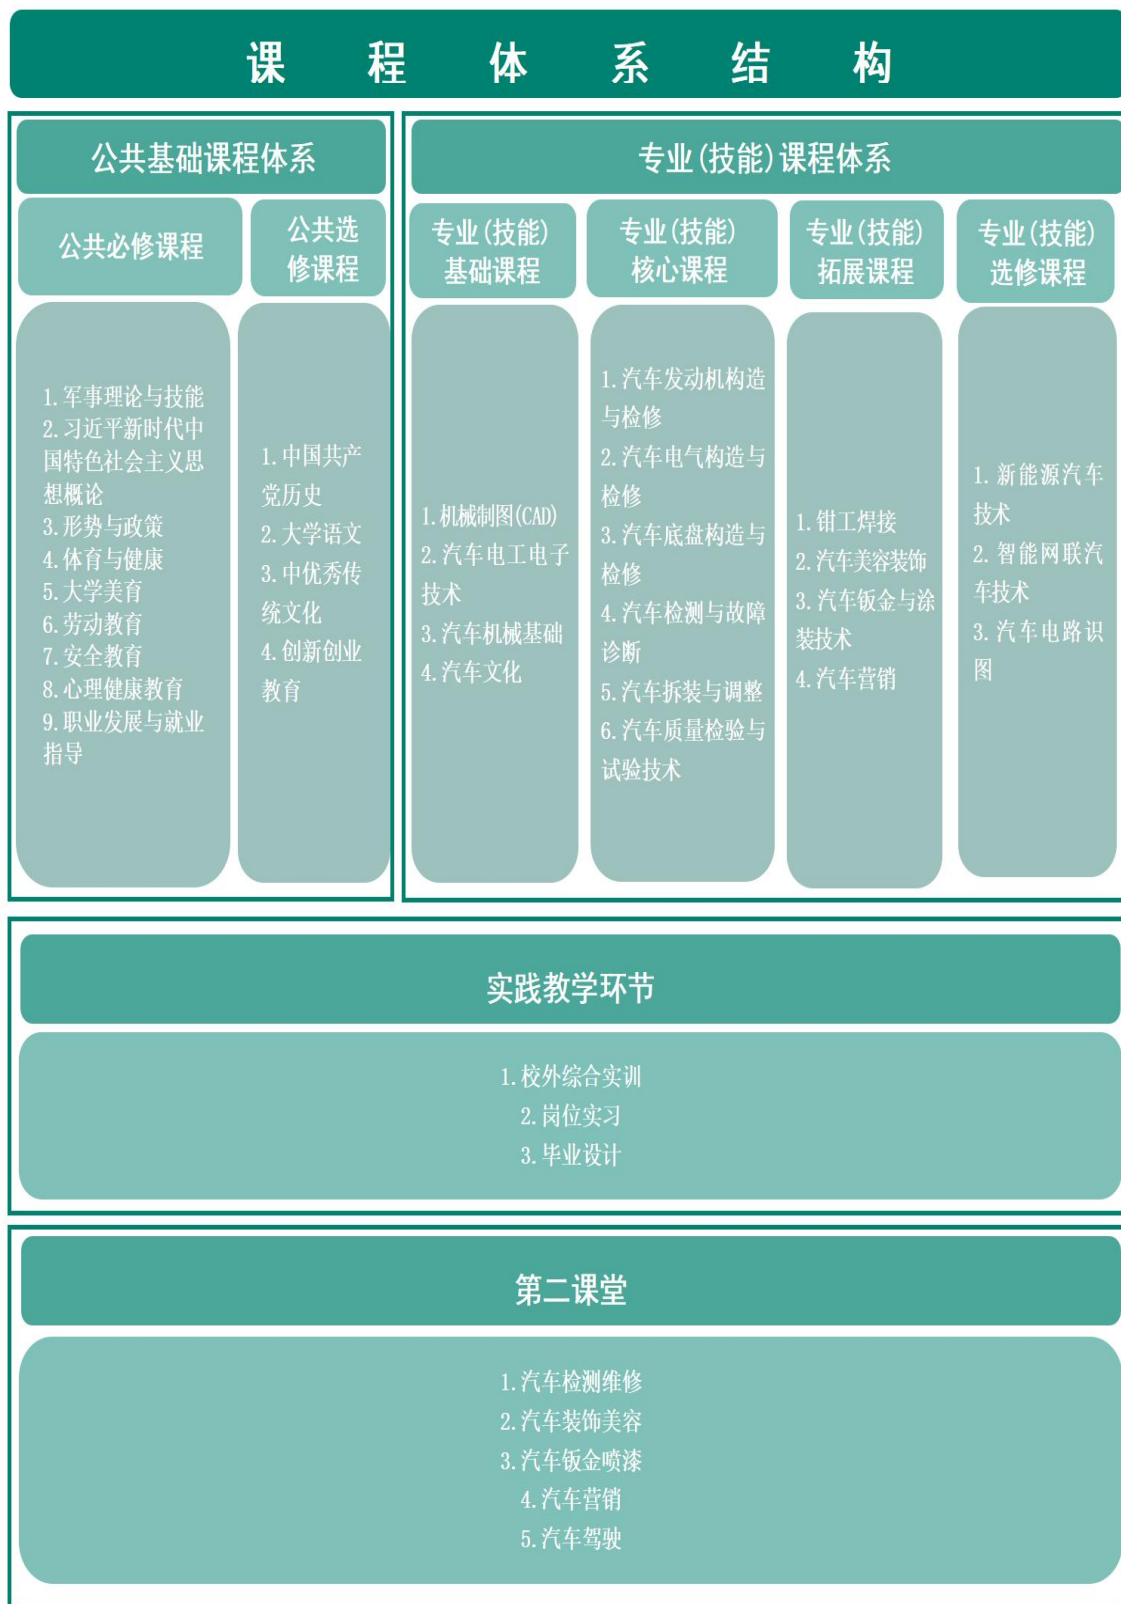 课程体系结构
公共基础课程体系
公共必修课程
1.军事理论与技能
2.习近平新时代中
国特色社会主义思
想概论
3.形势与政策
4.体育与健康
5.大学美育
6.劳动教育
7.安全教育
8.心理健康教育
9.职业发展与就业
指导
公共选
修课程
1.中国共产
党历史
2.大学语文
3.中优秀传
统文化
4.创新创业
教育
专业(技能)课程体系
专业(技能)
基础课程
1.机械制图(CAD)
2.汽车电工电子
技术
3.汽车机械基础
4.汽车文化
专业(技能)
核心课程
1.汽车发动机构造
与检修
2.汽车电气构造与
检修
3.汽车底盘构造与
检修
4.汽车检测与故障
诊断
5.汽车拆装与调整
6.汽车质量检验与
试验技术
专业(技能)
拓展课程
1.钳工焊接
2.汽车美容装饰
3.汽车钣金与涂
装技术
4.汽车营销
专业(技能)
选修课程
1.新能源汽车
技术
2.智能网联汽
车技术
3.汽车电路识
图
实践教学环节
1.校外综合实训
2.岗位实习
3.毕业设计
第二课堂
1.汽车检测维修
2.汽车装饰美容
3.汽车钣金喷漆
4.汽车营销
5.汽车驾驶